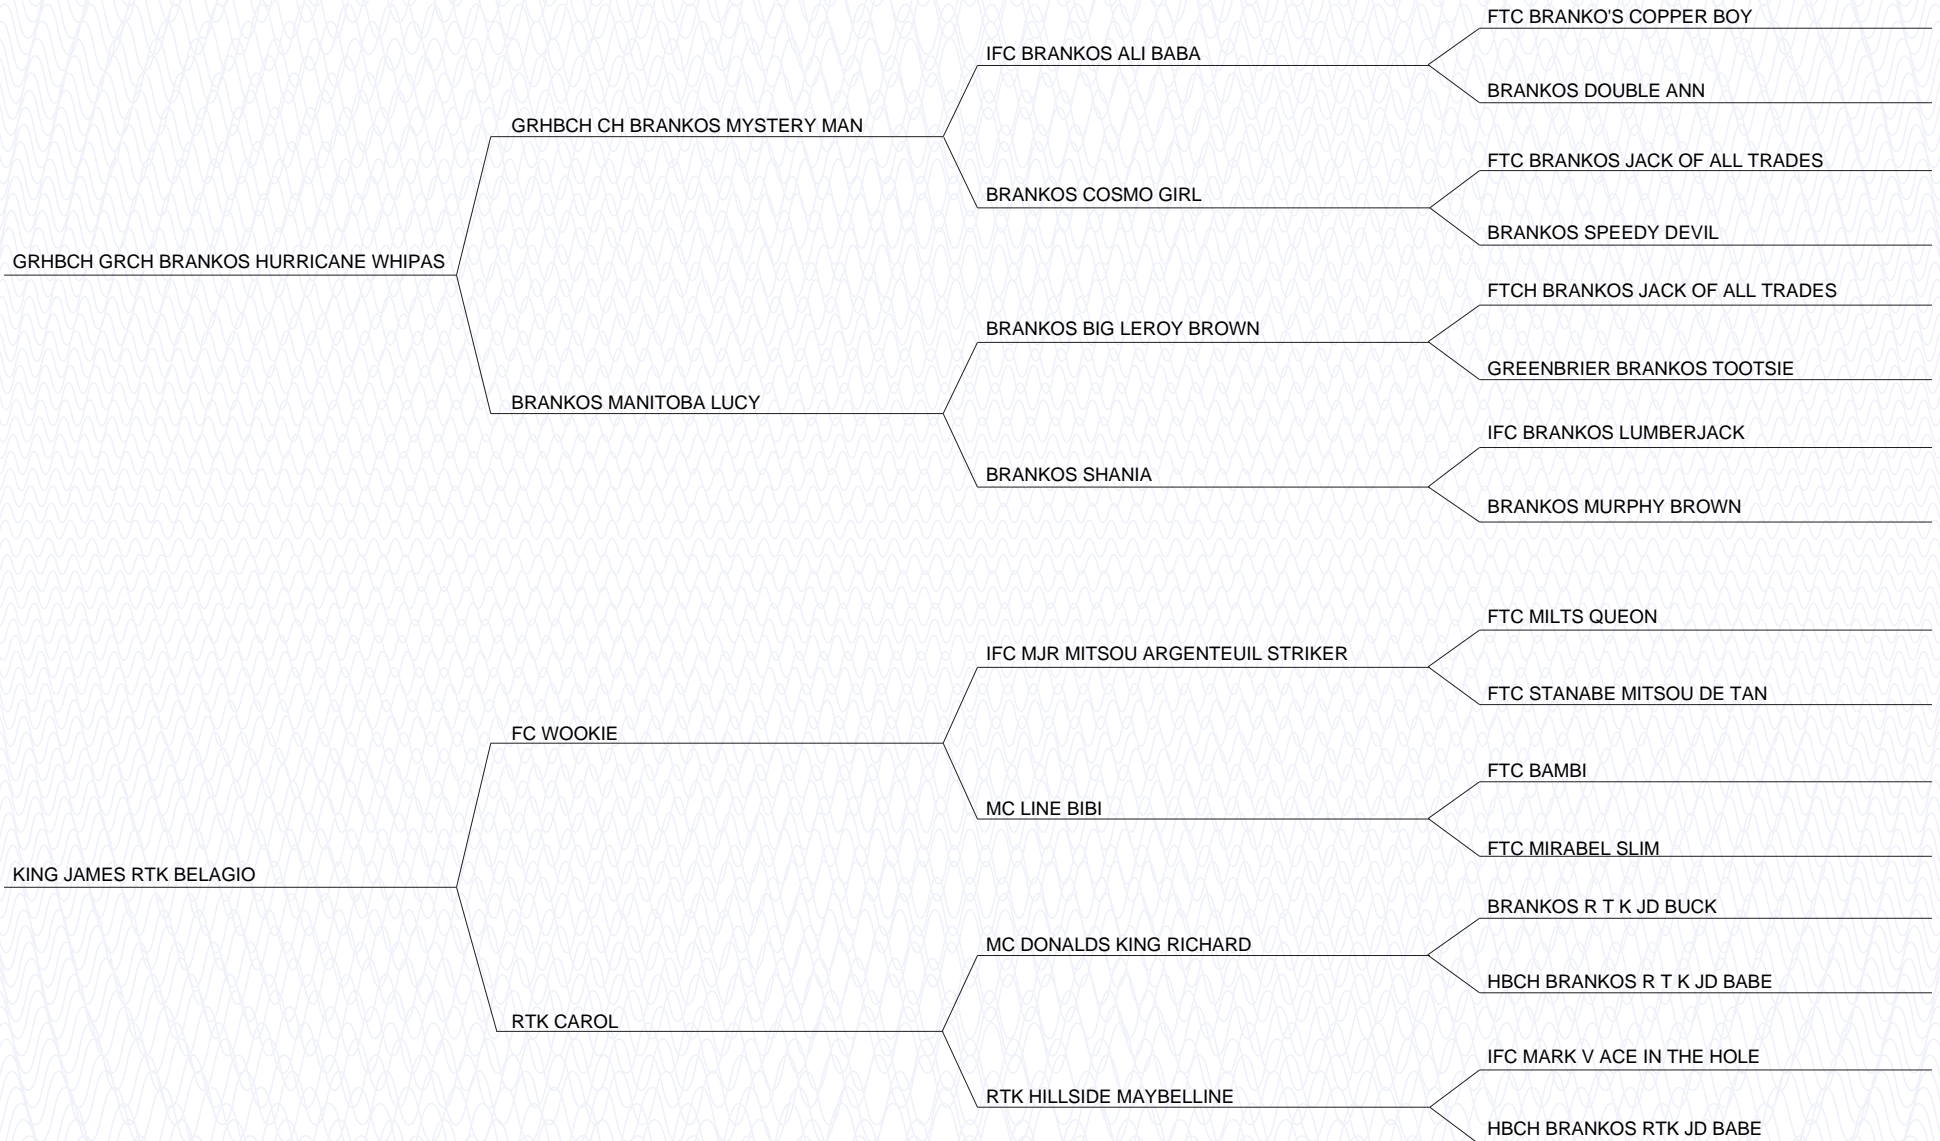 FTC BRANKO'S COPPER BOY
IFC BRANKOS ALI BABA
BRANKOS DOUBLE ANN
GRHBCH CH BRANKOS MYSTERY MAN
FTC BRANKOS JACK OF ALL TRADES
BRANKOS COSMO GIRL
BRANKOS SPEEDY DEVIL
GRHBCH GRCH BRANKOS HURRICANE WHIPAS
FTCH BRANKOS JACK OF ALL TRADES
BRANKOS BIG LEROY BROWN
GREENBRIER BRANKOS TOOTSIE
BRANKOS MANITOBA LUCY
IFC BRANKOS LUMBERJACK
BRANKOS SHANIA
BRANKOS MURPHY BROWN
FTC MILTS QUEON
IFC MJR MITSOU ARGENTEUIL STRIKER
FTC STANABE MITSOU DE TAN
FC WOOKIE
FTC BAMBI
MC LINE BIBI
FTC MIRABEL SLIM
KING JAMES RTK BELAGIO
BRANKOS R T K JD BUCK
MC DONALDS KING RICHARD
HBCH BRANKOS R T K JD BABE
RTK CAROL
IFC MARK V ACE IN THE HOLE
RTK HILLSIDE MAYBELLINE
HBCH BRANKOS RTK JD BABE